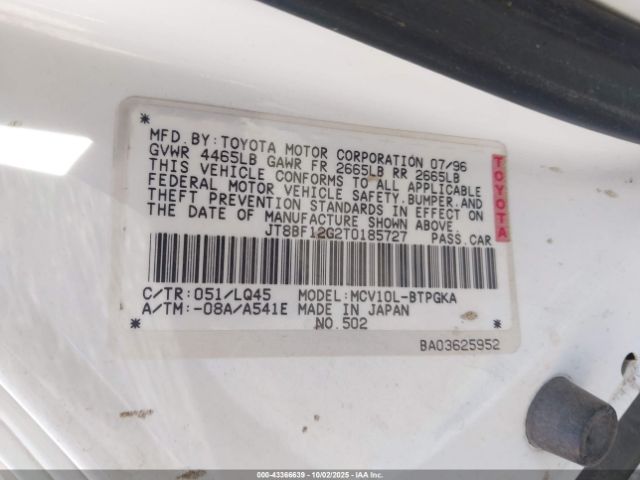 MFD. BY: TOYOTA MOTOR CORPORATION 07/96
GVWR 4465LB GAWR FR 2665LB RR 2665LB
THIS VEHICLE CONFORMS TO ALL APPLICABLE
FEDERAL MOTOR VEHICLE SAFETY, BUMPER, AND
THEFT PREVENTION STANDARDS IN EFFECT ON
THE DATE OF MANUFACTURE SHOWN ABOVE.
JT8BF12G2T0185727 PASS. CAR
TOYOTA
C/TR: 051/LQ45 MODEL: MCV10L-BTPGKA
A/TM: -08A/A541E MADE IN JAPAN
NO. 502
BA03625952
000-43366639 | 10/02/2025 - IAA Inc.